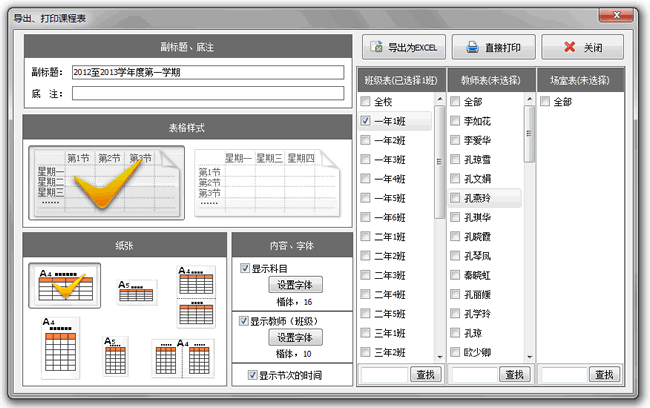 导出、打印课程表
副标题、底注
副标题：
2012至2013学年度第一学期
底 注：
表格样式
第1节 第2节 第3节
星期一
星期二
星期三
······
星期一 星期三 星期四
第1节
第2节
第3节
······
纸张
A4
A5
A4
A4
A5
A4
内容、字体
显示科目
设置字体
楷体，16
显示教师（班级）
设置字体
楷体，10
显示节次的时间
导出为EXCEL
直接打印
关闭
班级表(已选择1班)
全校
一年1班
一年2班
一年3班
一年4班
一年5班
一年6班
二年1班
二年2班
二年3班
二年4班
二年5班
三年1班
三年2班
查找
教师表(未选择)
全部
李如花
李爱华
孔琼雪
孔文娟
孔燕玲
孔琪华
孔晓霞
孔琴凤
秦晓虹
孔丽媛
孔学玲
孔琼
欧少卿
查找
场室表(未选择)
全部
查找